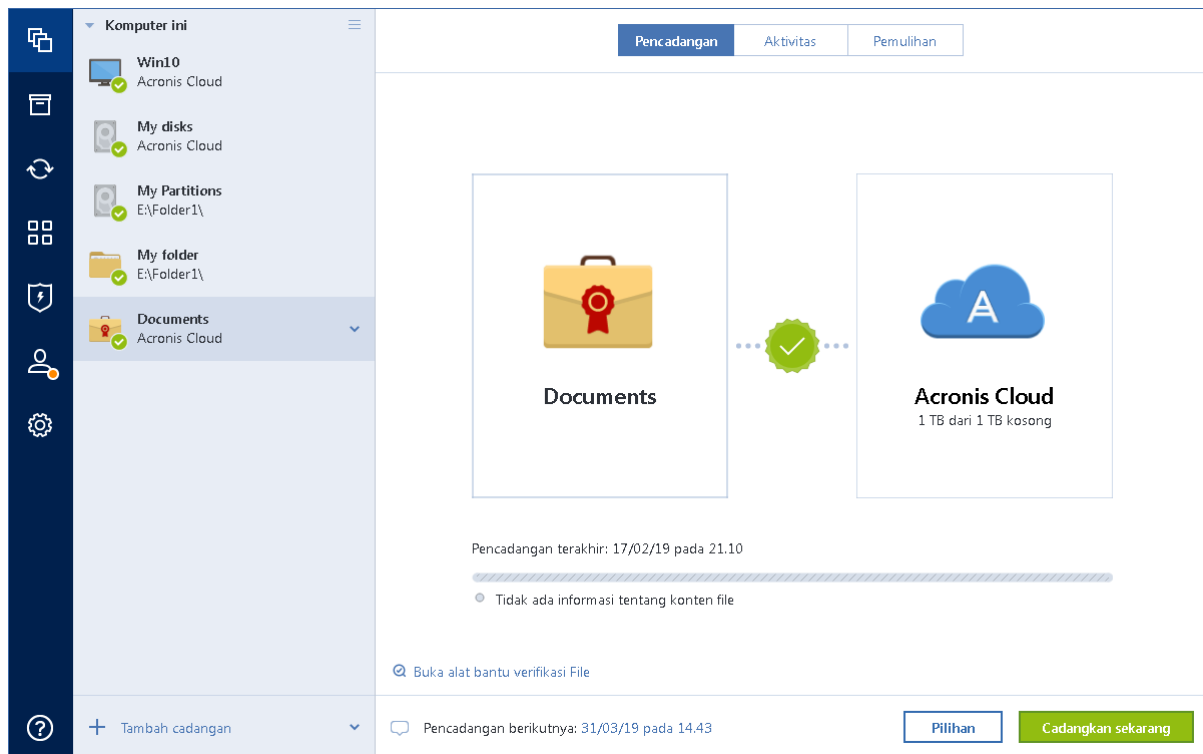 Komputer ini
Win10
Acronis Cloud
My disks
Acronis Cloud
My Partitions
E:\Folder1\
My folder
E:\Folder1\
Documents
Acronis Cloud
Tambah cadangan
Pencadangan Aktivitas Pemulihan
Documents
A
Acronis Cloud
1 TB dari 1 TB kosong
Pencadangan terakhir: 17/02/19 pada 21.10
Tidak ada informasi tentang konten file
Buka alat bantu verifikasi File
Pencadangan berikutnya: 31/03/19 pada 14.43
Pilihan
Cadangkan sekarang